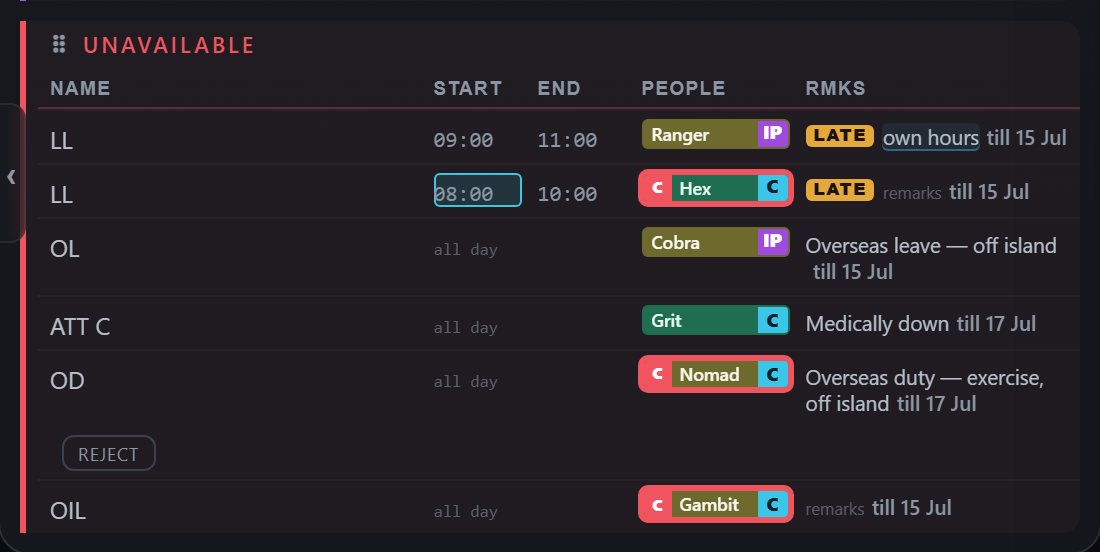 UNAVAILABLE
NAME START END PEOPLE RMKS
LL 09:00 11:00 Ranger IP LATE own hours till 15 Jul
LL 08:00 10:00 C Hex C LATE remarks till 15 Jul
OL all day Cobra IP Overseas leave — off island
till 15 Jul
ATT C all day Grit C Medically down till 17 Jul
OD all day C Nomad C Overseas duty — exercise,
off island till 17 Jul
REJECT
OIL all day C Gambit C remarks till 15 Jul